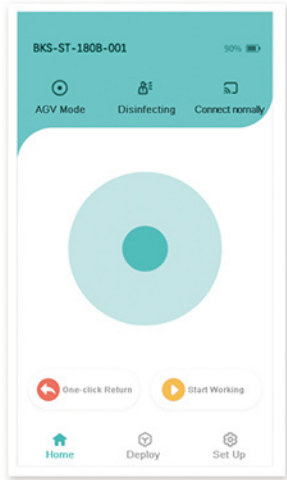 BKS-ST-180B-001 90%
AGV Mode Disinfecting Connect normally
One-click Return Start Working
Home Deploy Set Up